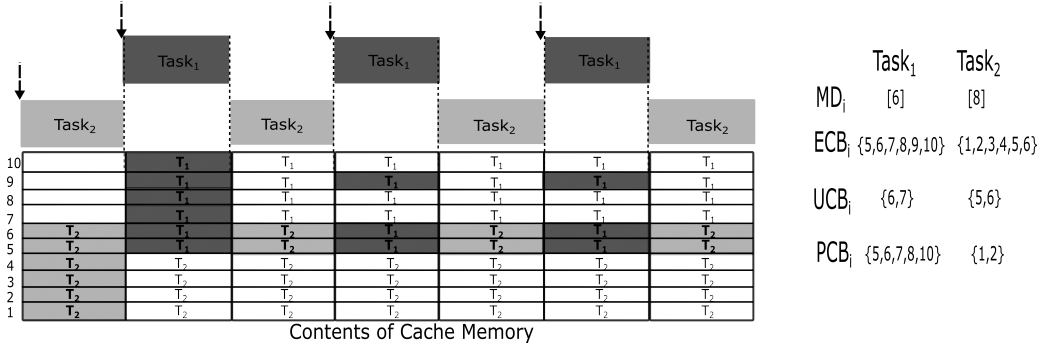 Task₁ Task₁ Task₁
Task₂ Task₂ Task₂ Task₂
10 T₁ T₁ T₁ T₁ T₁ T₁
9 T₁ T₁ T₁ T₁ T₁ T₁
8 T₁ T₁ T₁ T₁ T₁ T₁
7 T₁ T₁ T₁ T₁ T₁ T₁
6 T₂ T₁ T₂ T₁ T₂ T₁ T₂
5 T₂ T₁ T₂ T₁ T₂ T₁ T₂
4 T₂ T₂ T₂ T₂ T₂ T₂ T₂
3 T₂ T₂ T₂ T₂ T₂ T₂ T₂
2 T₂ T₂ T₂ T₂ T₂ T₂ T₂
1 T₂ T₂ T₂ T₂ T₂ T₂ T₂
Contents of Cache Memory
Task₁ Task₂
MDᵢ [6] [8]
ECBᵢ {5,6,7,8,9,10} {1,2,3,4,5,6}
UCBᵢ {6,7} {5,6}
PCBᵢ {5,6,7,8,10} {1,2}